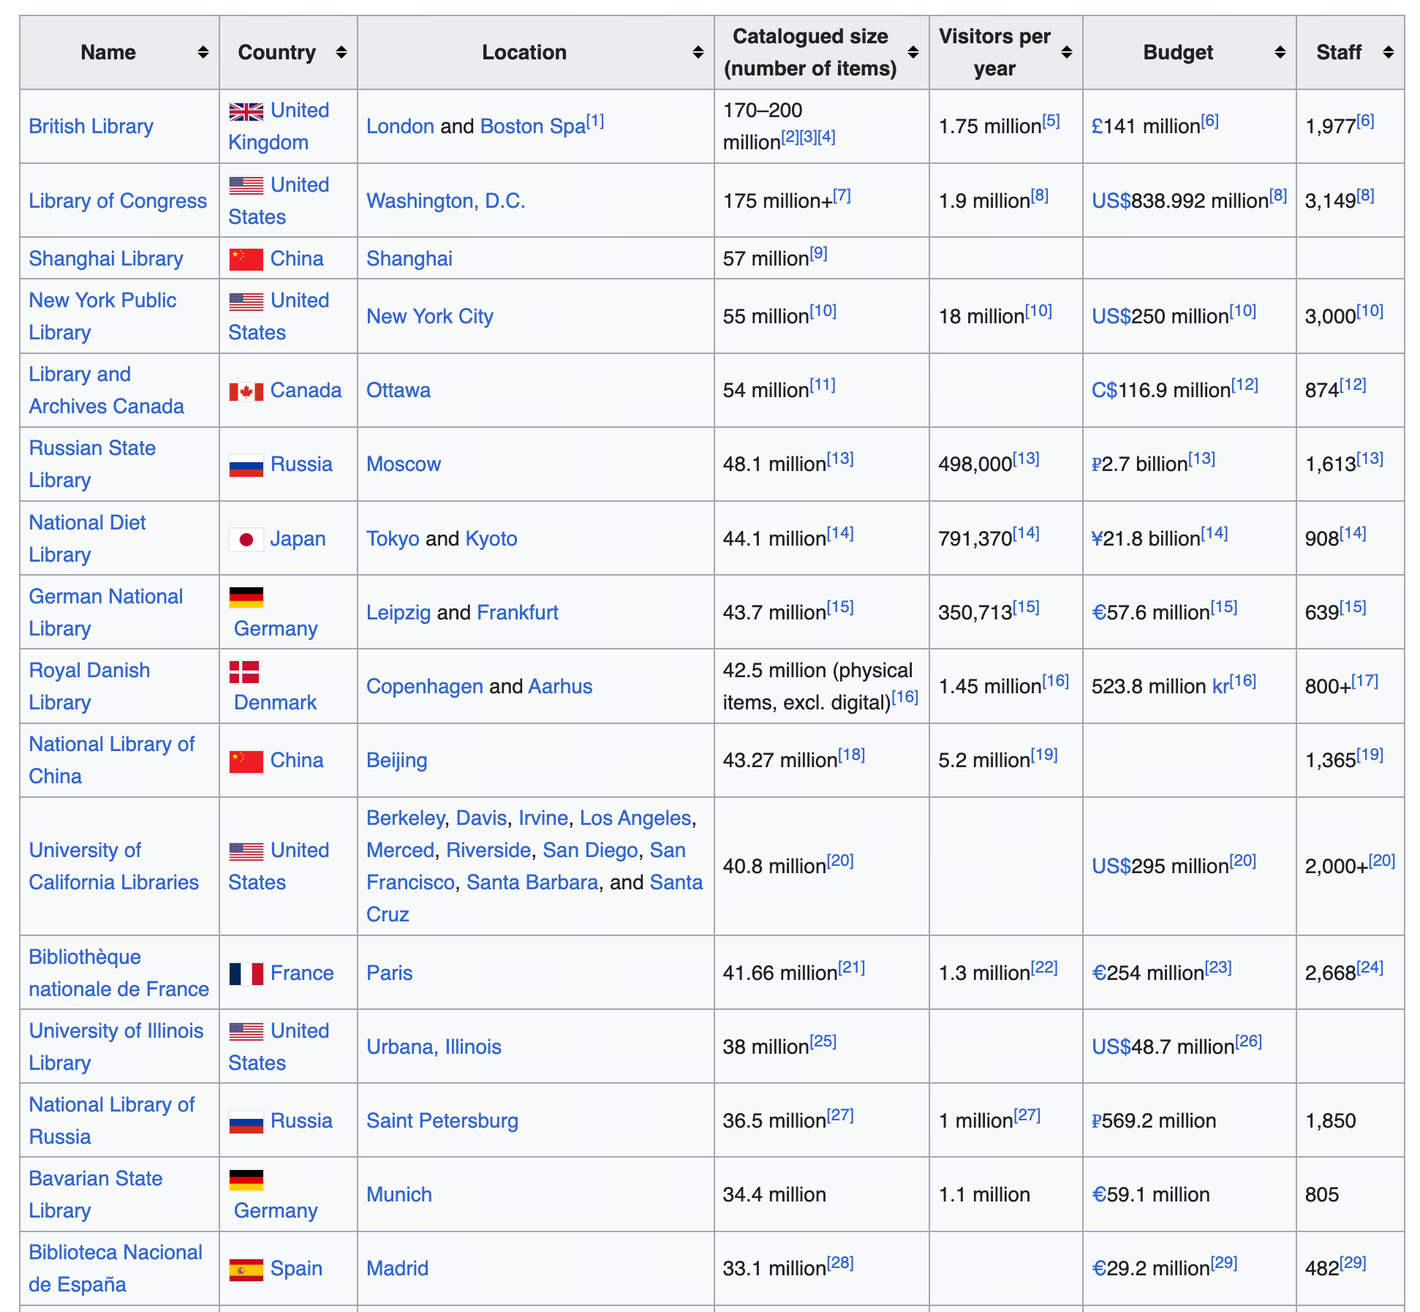 Name Country Location Catalogued size (number of items) Visitors per year Budget Staff
British Library United Kingdom London and Boston Spa[1] 170–200 million[2][3][4] 1.75 million[5] £141 million[6] 1,977[6]
Library of Congress United States Washington, D.C. 175 million+[7] 1.9 million[8] US$838.992 million[8] 3,149[8]
Shanghai Library China Shanghai 57 million[9]
New York Public Library United States New York City 55 million[10] 18 million[10] US$250 million[10] 3,000[10]
Library and Archives Canada Canada Ottawa 54 million[11] C$116.9 million[12] 874[12]
Russian State Library Russia Moscow 48.1 million[13] 498,000[13] ₽2.7 billion[13] 1,613[13]
National Diet Library Japan Tokyo and Kyoto 44.1 million[14] 791,370[14] ¥21.8 billion[14] 908[14]
German National Library Germany Leipzig and Frankfurt 43.7 million[15] 350,713[15] €57.6 million[15] 639[15]
Royal Danish Library Denmark Copenhagen and Aarhus 42.5 million (physical items, excl. digital)[16] 1.45 million[16] 523.8 million kr[16] 800+[17]
National Library of China China Beijing 43.27 million[18] 5.2 million[19] 1,365[19]
University of California Libraries United States Berkeley, Davis, Irvine, Los Angeles, Merced, Riverside, San Diego, San Francisco, Santa Barbara, and Santa Cruz 40.8 million[20] US$295 million[20] 2,000+[20]
Bibliothèque nationale de France France Paris 41.66 million[21] 1.3 million[22] €254 million[23] 2,668[24]
University of Illinois Library United States Urbana, Illinois 38 million[25] US$48.7 million[26]
National Library of Russia Russia Saint Petersburg 36.5 million[27] 1 million[27] ₽569.2 million 1,850
Bavarian State Library Germany Munich 34.4 million 1.1 million €59.1 million 805
Biblioteca Nacional de España Spain Madrid 33.1 million[28] €29.2 million[29] 482[29]